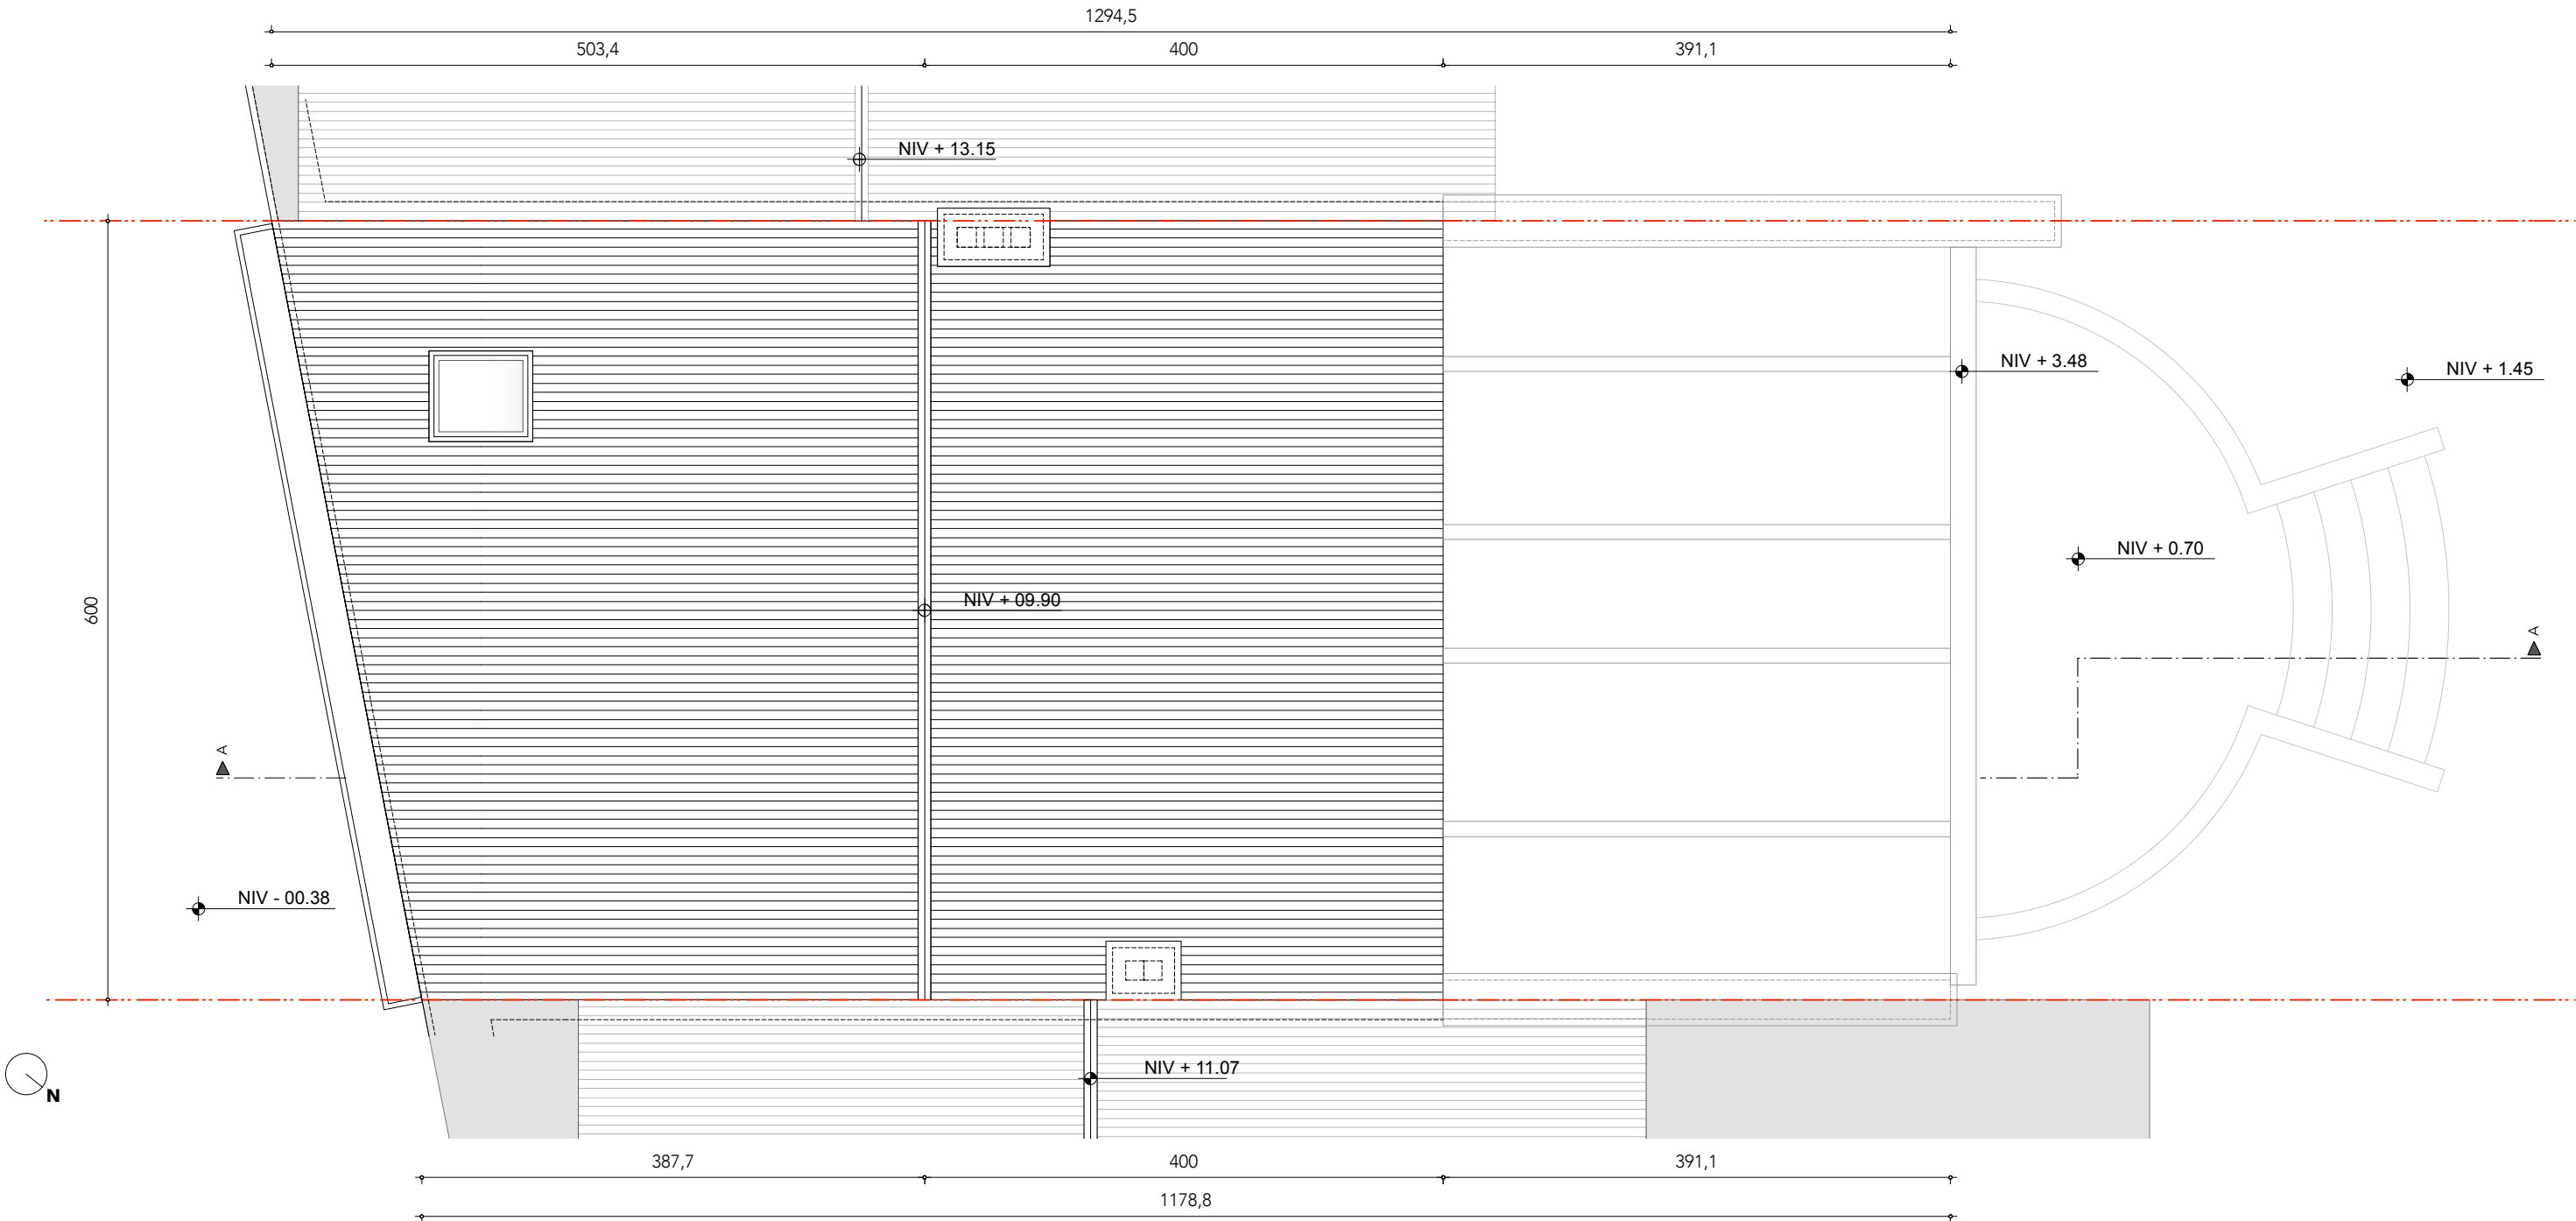 1294,5
503,4
400
391,1
NIV + 13.15
NIV + 3.48
NIV + 1.45
NIV + 0.70
NIV + 09.90
600
A
A
NIV - 00.38
NIV + 11.07
N
387,7
400
391,1
1178,8